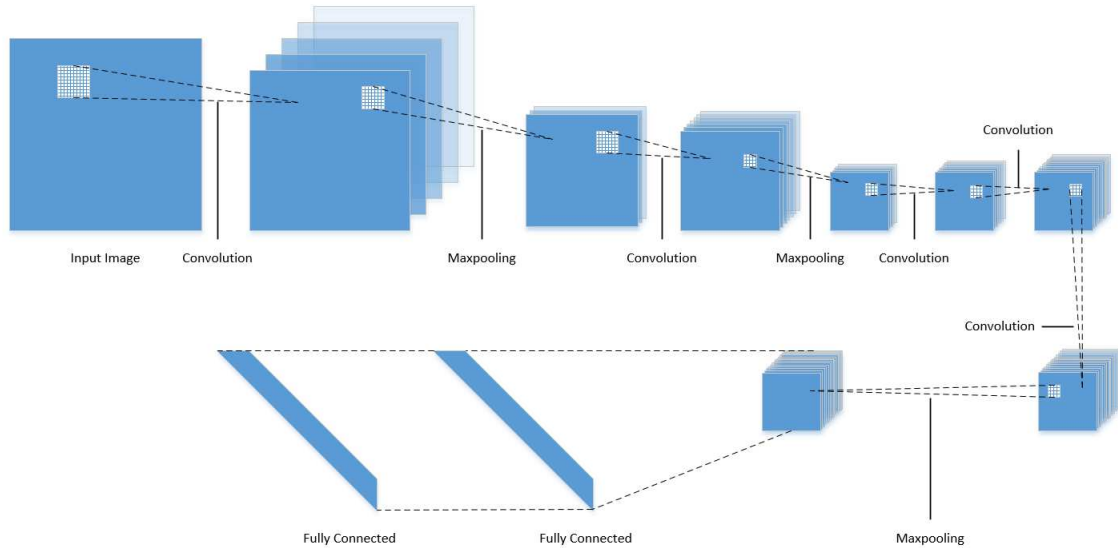 Input Image
Convolution
Maxpooling
Convolution
Maxpooling
Convolution
Convolution
Convolution
Maxpooling
Fully Connected
Fully Connected